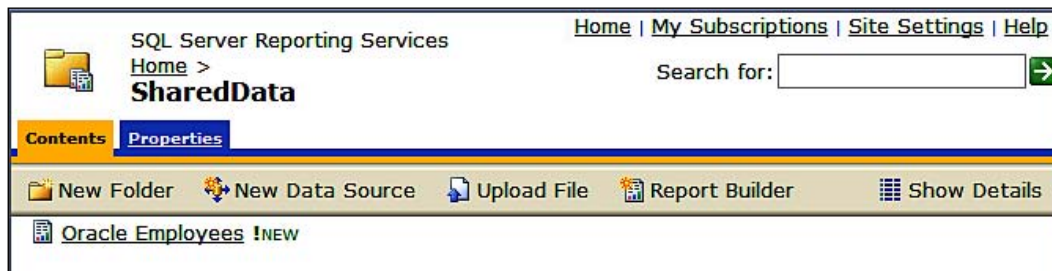 Home | My Subscriptions | Site Settings | Help
SQL Server Reporting Services
Home >
Search for:
SharedData
Contents Properties
New Folder New Data Source Upload File Report Builder Show Details
Oracle Employees !NEW